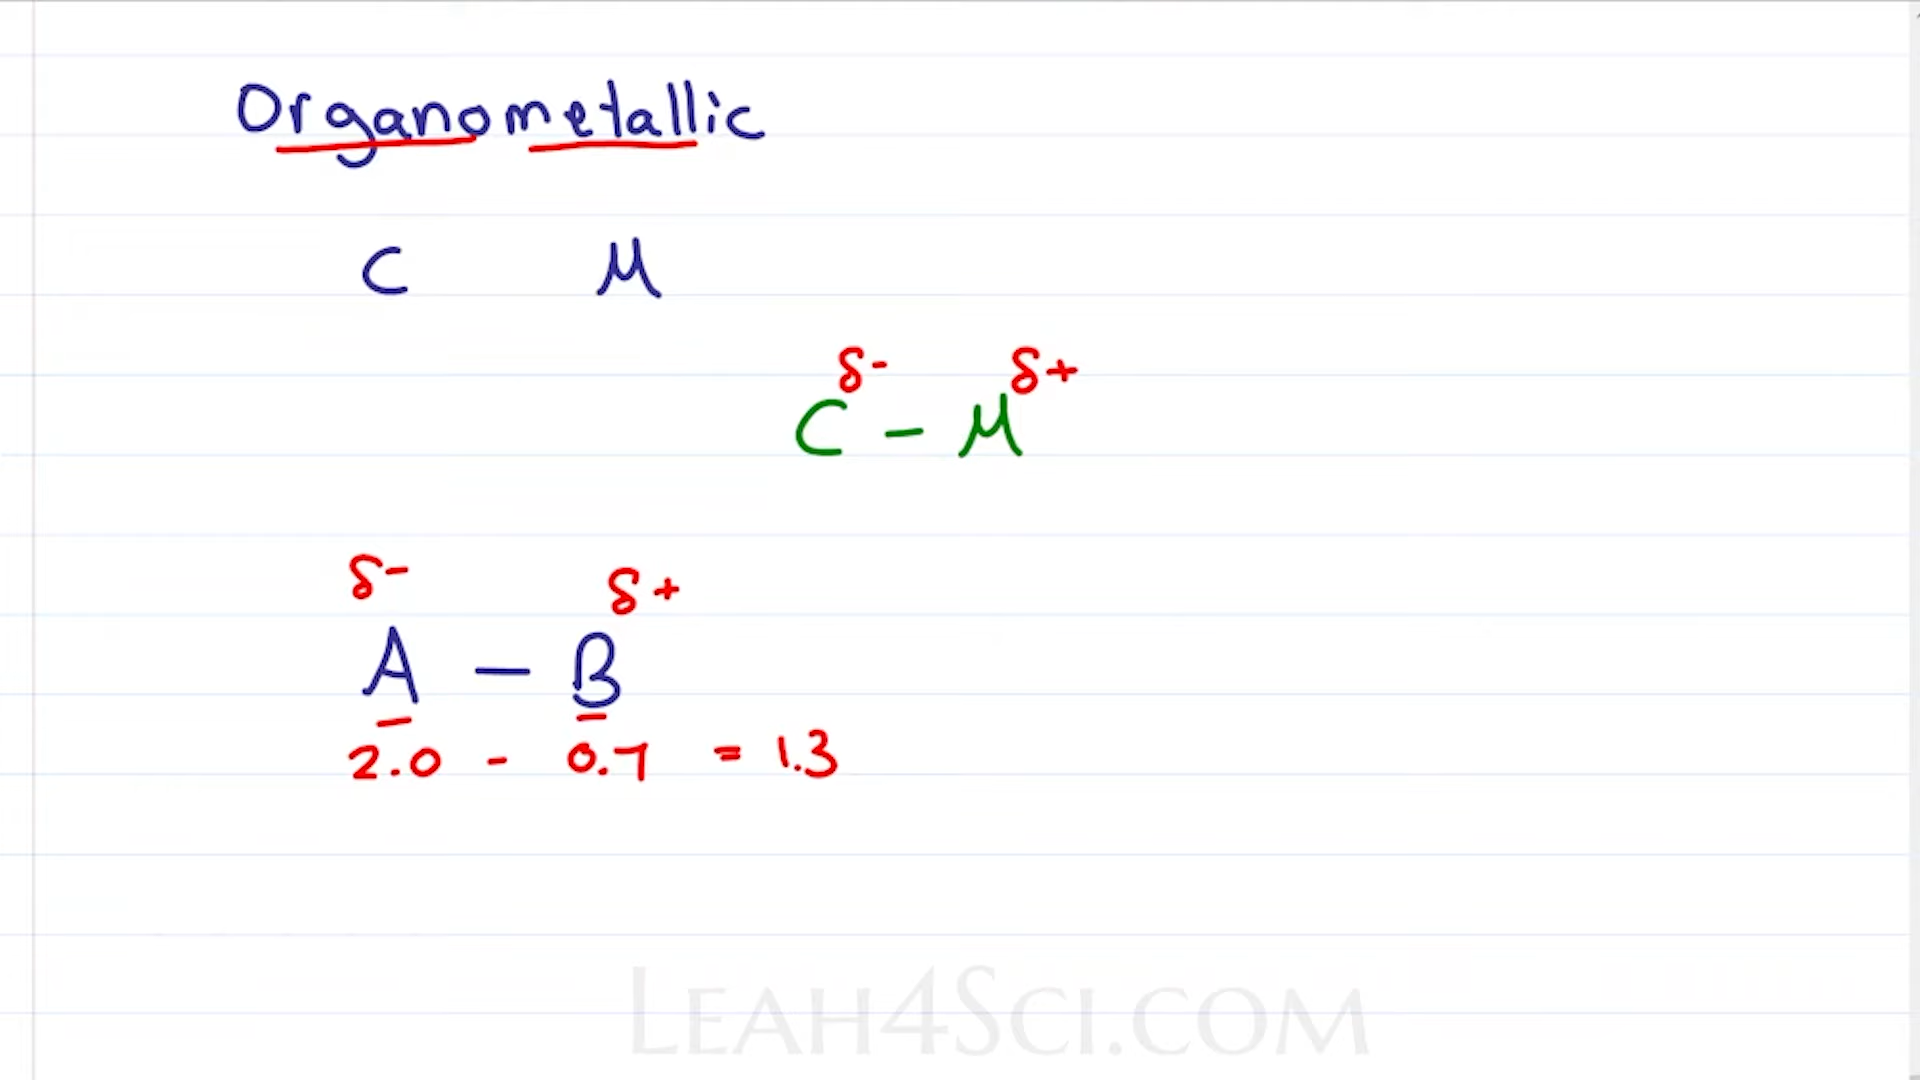 Organometallic
C M
δ- δ+
C - M
δ- δ+
A - B
2.0 - 0.7 = 1.3
LEAH4SCI.COM